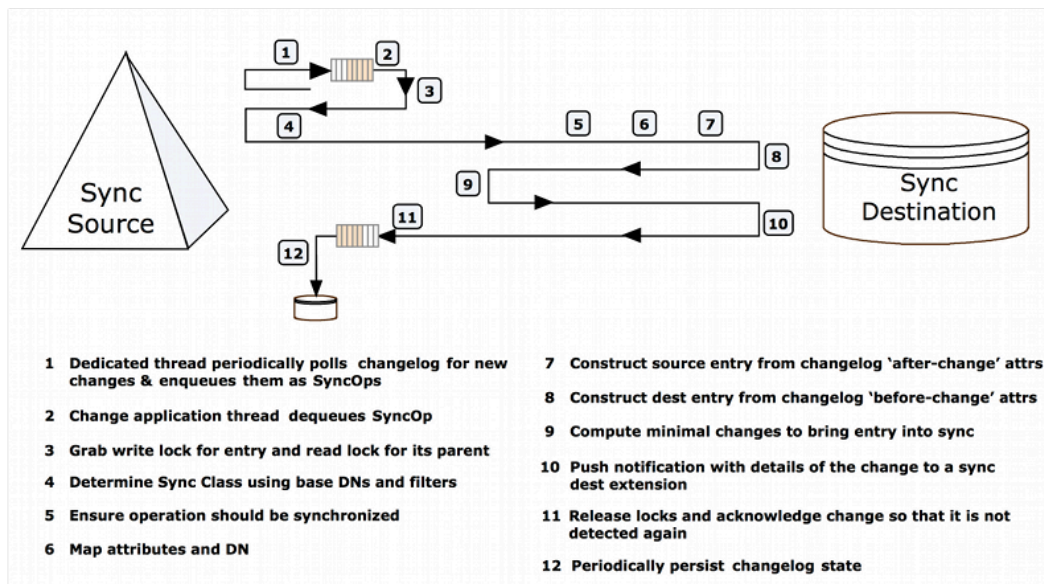 1
2
3
4
5
6
7
8
9
10
11
12
Sync
Source
Sync
Destination
1 Dedicated thread periodically polls changelog for new
changes & enqueues them as SyncOps
2 Change application thread dequeues SyncOp
3 Grab write lock for entry and read lock for its parent
4 Determine Sync Class using base DNs and filters
5 Ensure operation should be synchronized
6 Map attributes and DN
7 Construct source entry from changelog ‘after-change’ attrs
8 Construct dest entry from changelog ‘before-change’ attrs
9 Compute minimal changes to bring entry into sync
10 Push notification with details of the change to a sync
dest extension
11 Release locks and acknowledge change so that it is not
detected again
12 Periodically persist changelog state